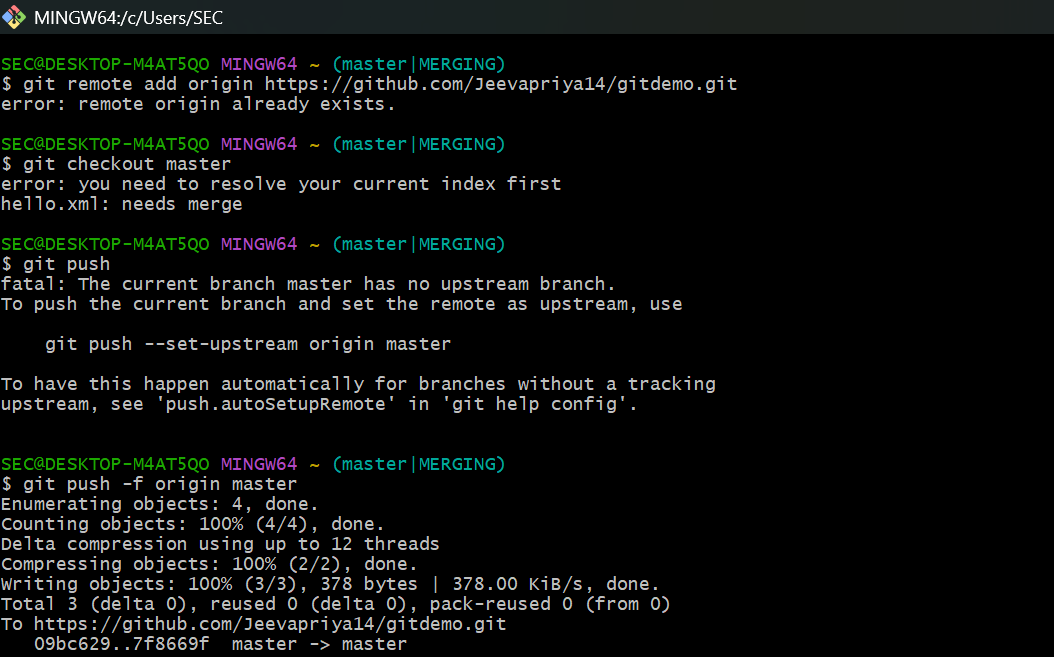 MINGW64:/c/Users/SEC
SEC@DESKTOP-M4AT5QO MINGW64 ~ (master|MERGING)
$ git remote add origin https://github.com/Jeevapriya14/gitdemo.git
error: remote origin already exists.
SEC@DESKTOP-M4AT5QO MINGW64 ~ (master|MERGING)
$ git checkout master
error: you need to resolve your current index first
hello.xml: needs merge
SEC@DESKTOP-M4AT5QO MINGW64 ~ (master|MERGING)
$ git push
fatal: The current branch master has no upstream branch.
To push the current branch and set the remote as upstream, use
    git push --set-upstream origin master
To have this happen automatically for branches without a tracking
upstream, see 'push.autoSetupRemote' in 'git help config'.
SEC@DESKTOP-M4AT5QO MINGW64 ~ (master|MERGING)
$ git push -f origin master
Enumerating objects: 4, done.
Counting objects: 100% (4/4), done.
Delta compression using up to 12 threads
Compressing objects: 100% (2/2), done.
Writing objects: 100% (3/3), 378 bytes | 378.00 KiB/s, done.
Total 3 (delta 0), reused 0 (delta 0), pack-reused 0 (from 0)
To https://github.com/Jeevapriya14/gitdemo.git
   09bc629..7f8669f  master -> master